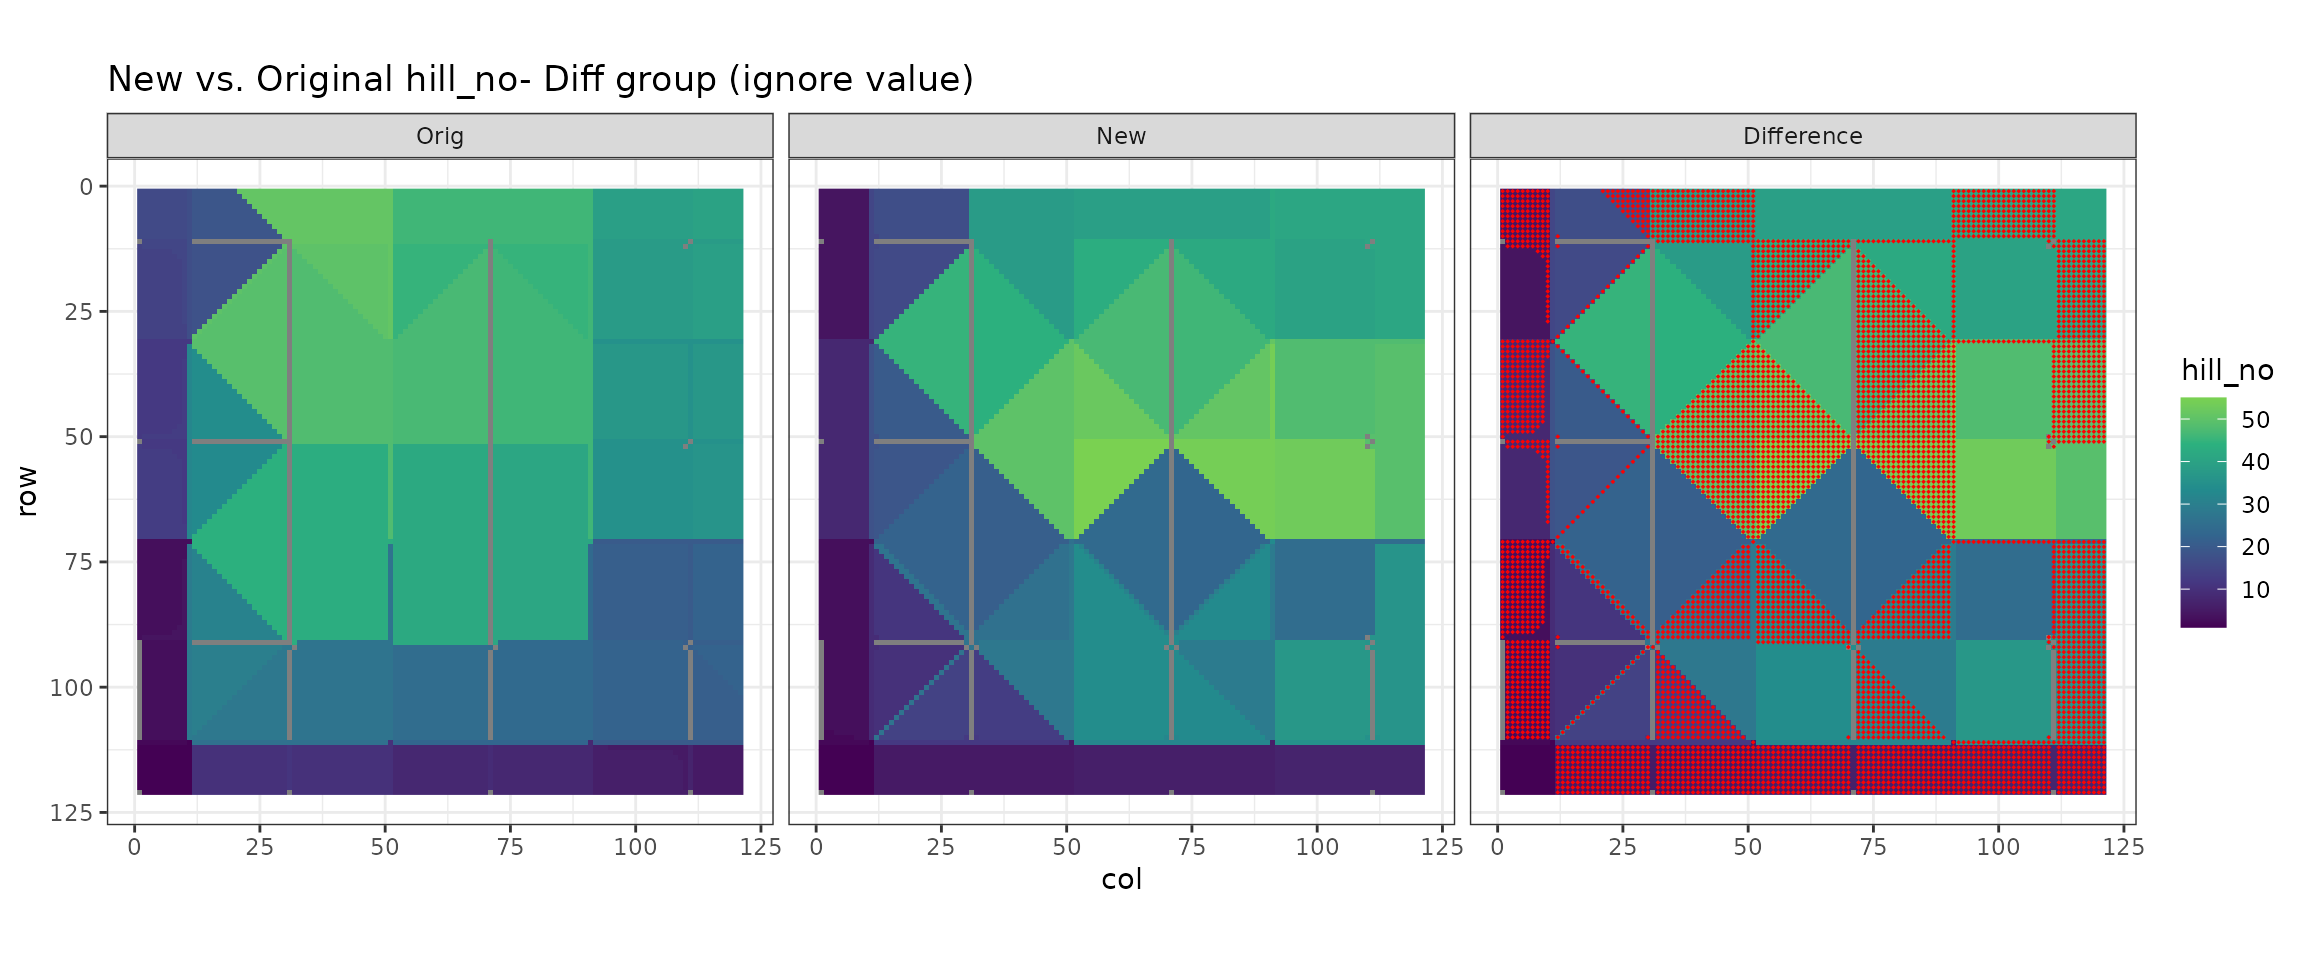 New vs. Original hill_no- Diff group (ignore value)
Orig
New
Difference
0
25
50
75
100
125
row
0 25 50 75 100 125
0 25 50 75 100 125
0 25 50 75 100 125
col
hill_no
50
40
30
20
10